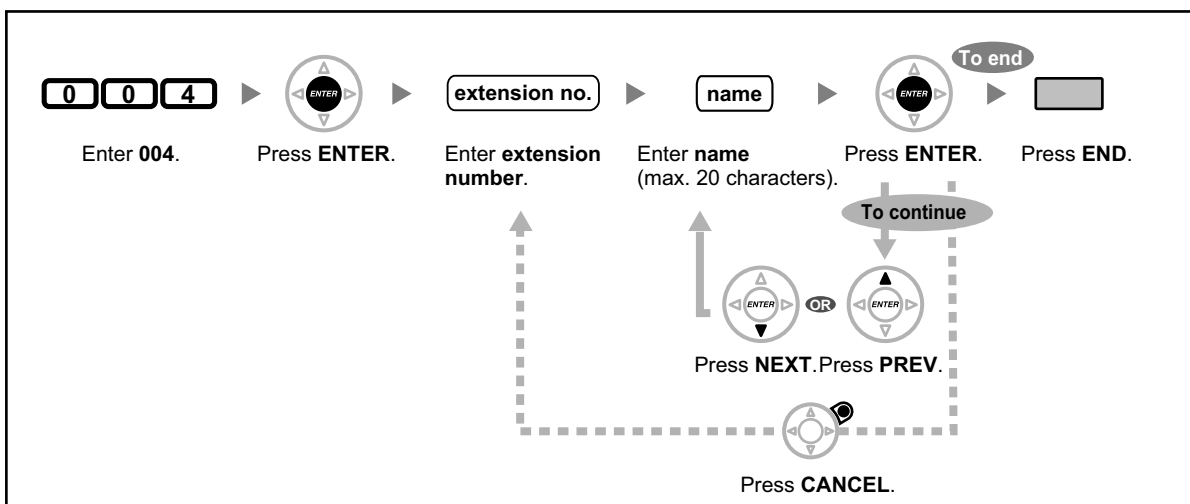 To end
0 0 4
ENTER
extension no.
name
ENTER
Enter 004.
Press ENTER.
Enter extension
number.
Enter name
(max. 20 characters).
Press ENTER.
Press END.
To continue
ENTER
OR
ENTER
Press NEXT.
Press PREV.
Press CANCEL.